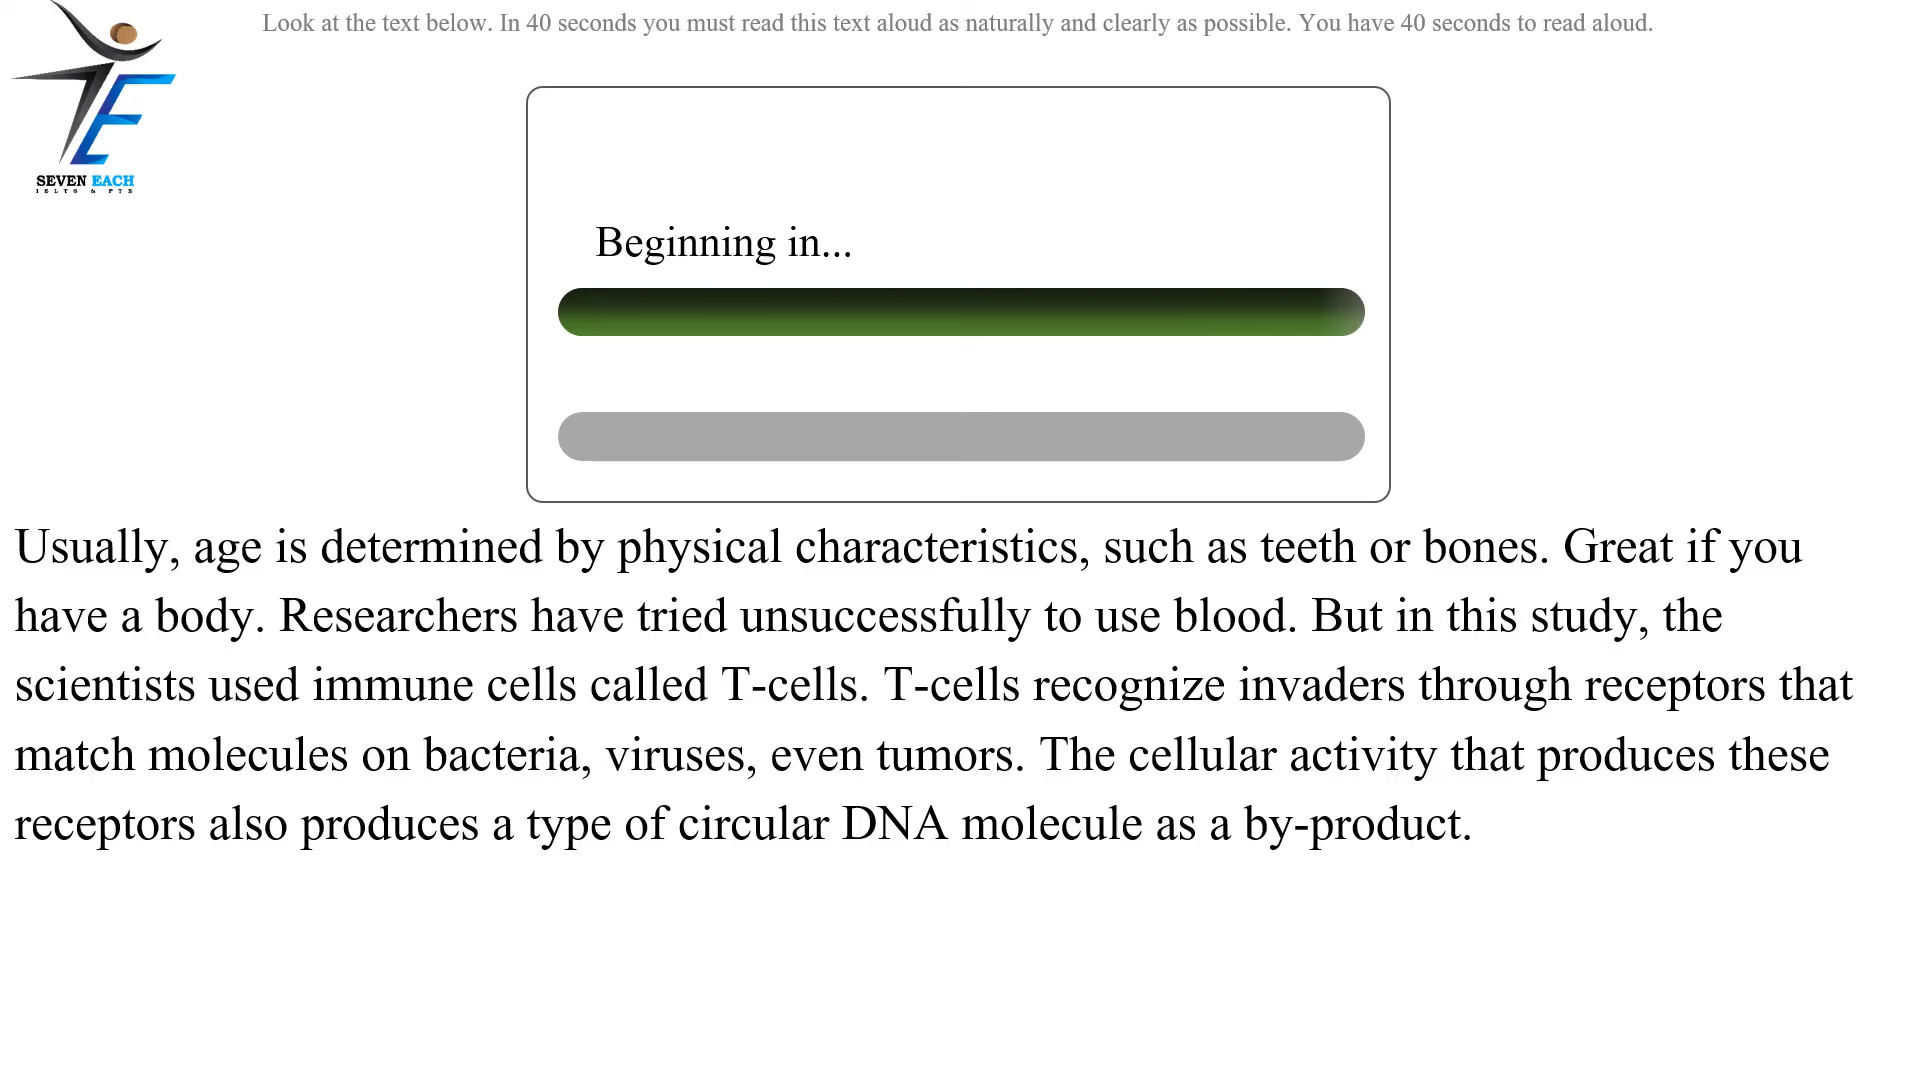 Look at the text below. In 40 seconds you must read this text aloud as naturally and clearly as possible. You have 40 seconds to read aloud.
SEVEN EACH
IELTS & PTE
Beginning in...
Usually, age is determined by physical characteristics, such as teeth or bones. Great if you
have a body. Researchers have tried unsuccessfully to use blood. But in this study, the
scientists used immune cells called T-cells. T-cells recognize invaders through receptors that
match molecules on bacteria, viruses, even tumors. The cellular activity that produces these
receptors also produces a type of circular DNA molecule as a by-product.